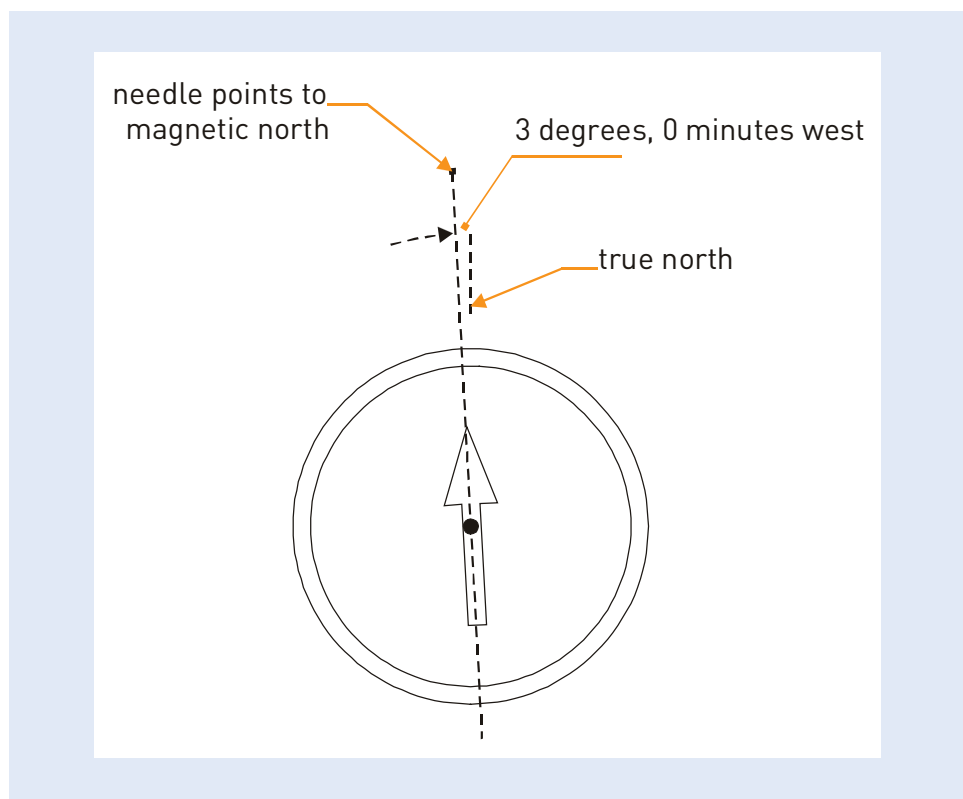 needle points to
magnetic north
3 degrees, 0 minutes west
true north